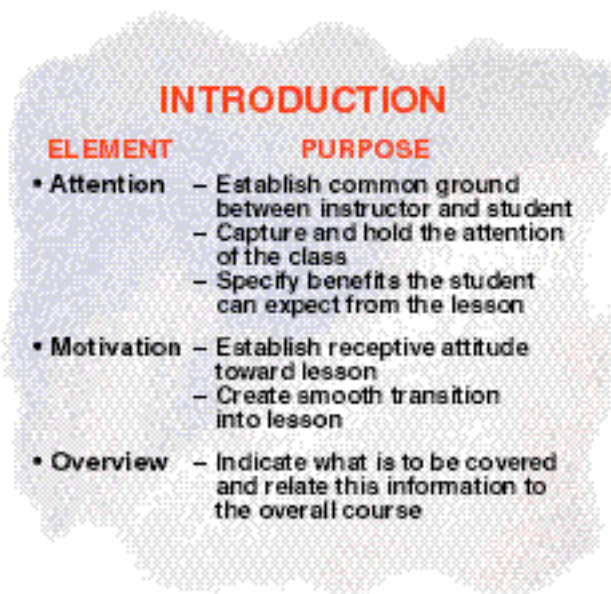 INTRODUCTION
ELEMENT PURPOSE
• Attention – Establish common ground
between instructor and student
– Capture and hold the attention
of the class
– Specify benefits the student
can expect from the lesson
• Motivation – Establish receptive attitude
toward lesson
– Create smooth transition
into lesson
• Overview – Indicate what is to be covered
and relate this information to
the overall course